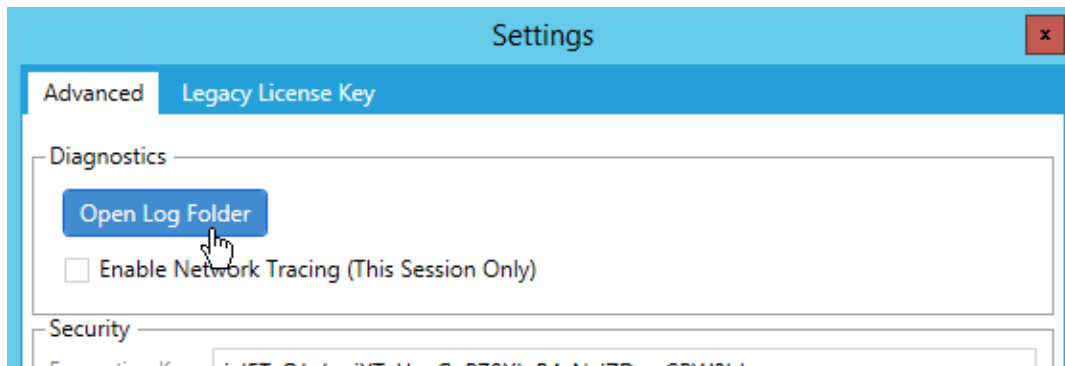 Settings
x
Advanced Legacy License Key
Diagnostics
Open Log Folder
Enable Network Tracing (This Session Only)
Security